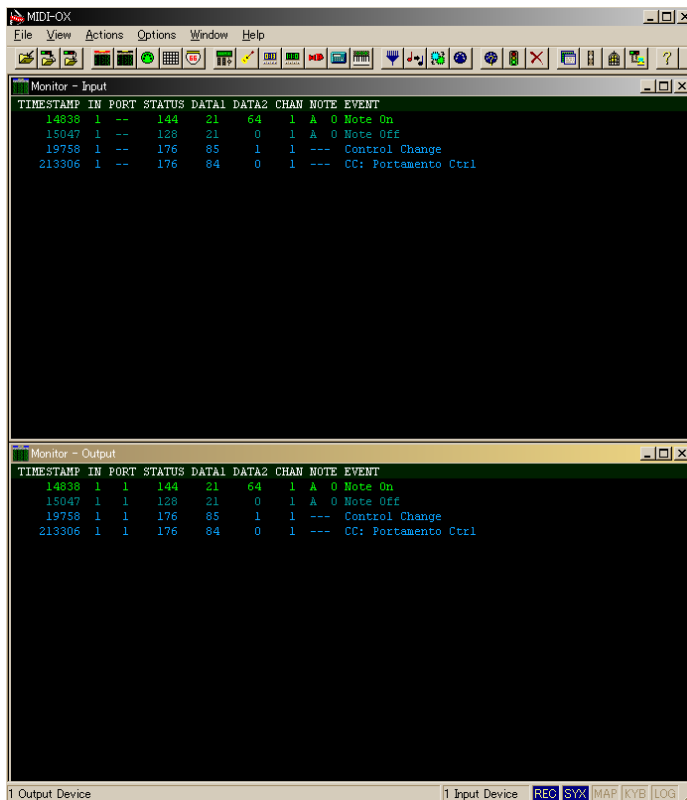 MIDI-OX
File View Actions Options Window Help
Monitor - Input
TIMESTAMP IN PORT STATUS DATA1 DATA2 CHAN NOTE EVENT
14838 1 -- 144 21 64 1 A 0 Note On
15047 1 -- 128 21 0 1 A 0 Note Off
19758 1 -- 176 85 1 1 --- Control Change
213306 1 -- 176 84 0 1 --- CC: Portamento Ctrl
Monitor - Output
TIMESTAMP IN PORT STATUS DATA1 DATA2 CHAN NOTE EVENT
14838 1 1 144 21 64 1 A 0 Note On
15047 1 1 128 21 0 1 A 0 Note Off
19758 1 1 176 85 1 1 --- Control Change
213306 1 1 176 84 0 1 --- CC: Portamento Ctrl
1 Output Device 1 Input Device REC SYX MAP KYB LOG